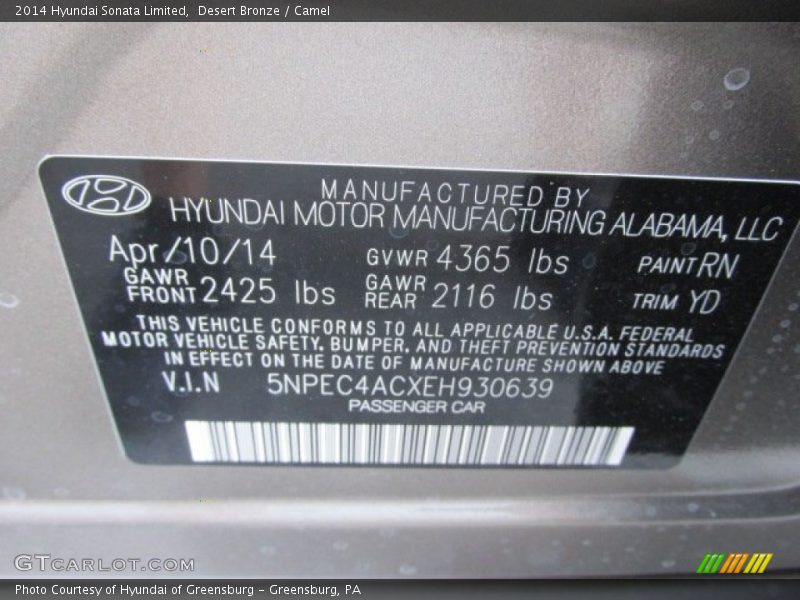 2014 Hyundai Sonata Limited, Desert Bronze / Camel
MANUFACTURED BY
HYUNDAI MOTOR MANUFACTURING ALABAMA, LLC
Apr/10/14 GVWR 4365 lbs PAINT RN
GAWR FRONT 2425 lbs GAWR REAR 2116 lbs TRIM YD
THIS VEHICLE CONFORMS TO ALL APPLICABLE U.S.A. FEDERAL
MOTOR VEHICLE SAFETY, BUMPER, AND THEFT PREVENTION STANDARDS
IN EFFECT ON THE DATE OF MANUFACTURE SHOWN ABOVE
V.I.N 5NPEC4ACXEH930639
PASSENGER CAR
GTCARLOT.COM
Photo Courtesy of Hyundai of Greensburg – Greensburg, PA